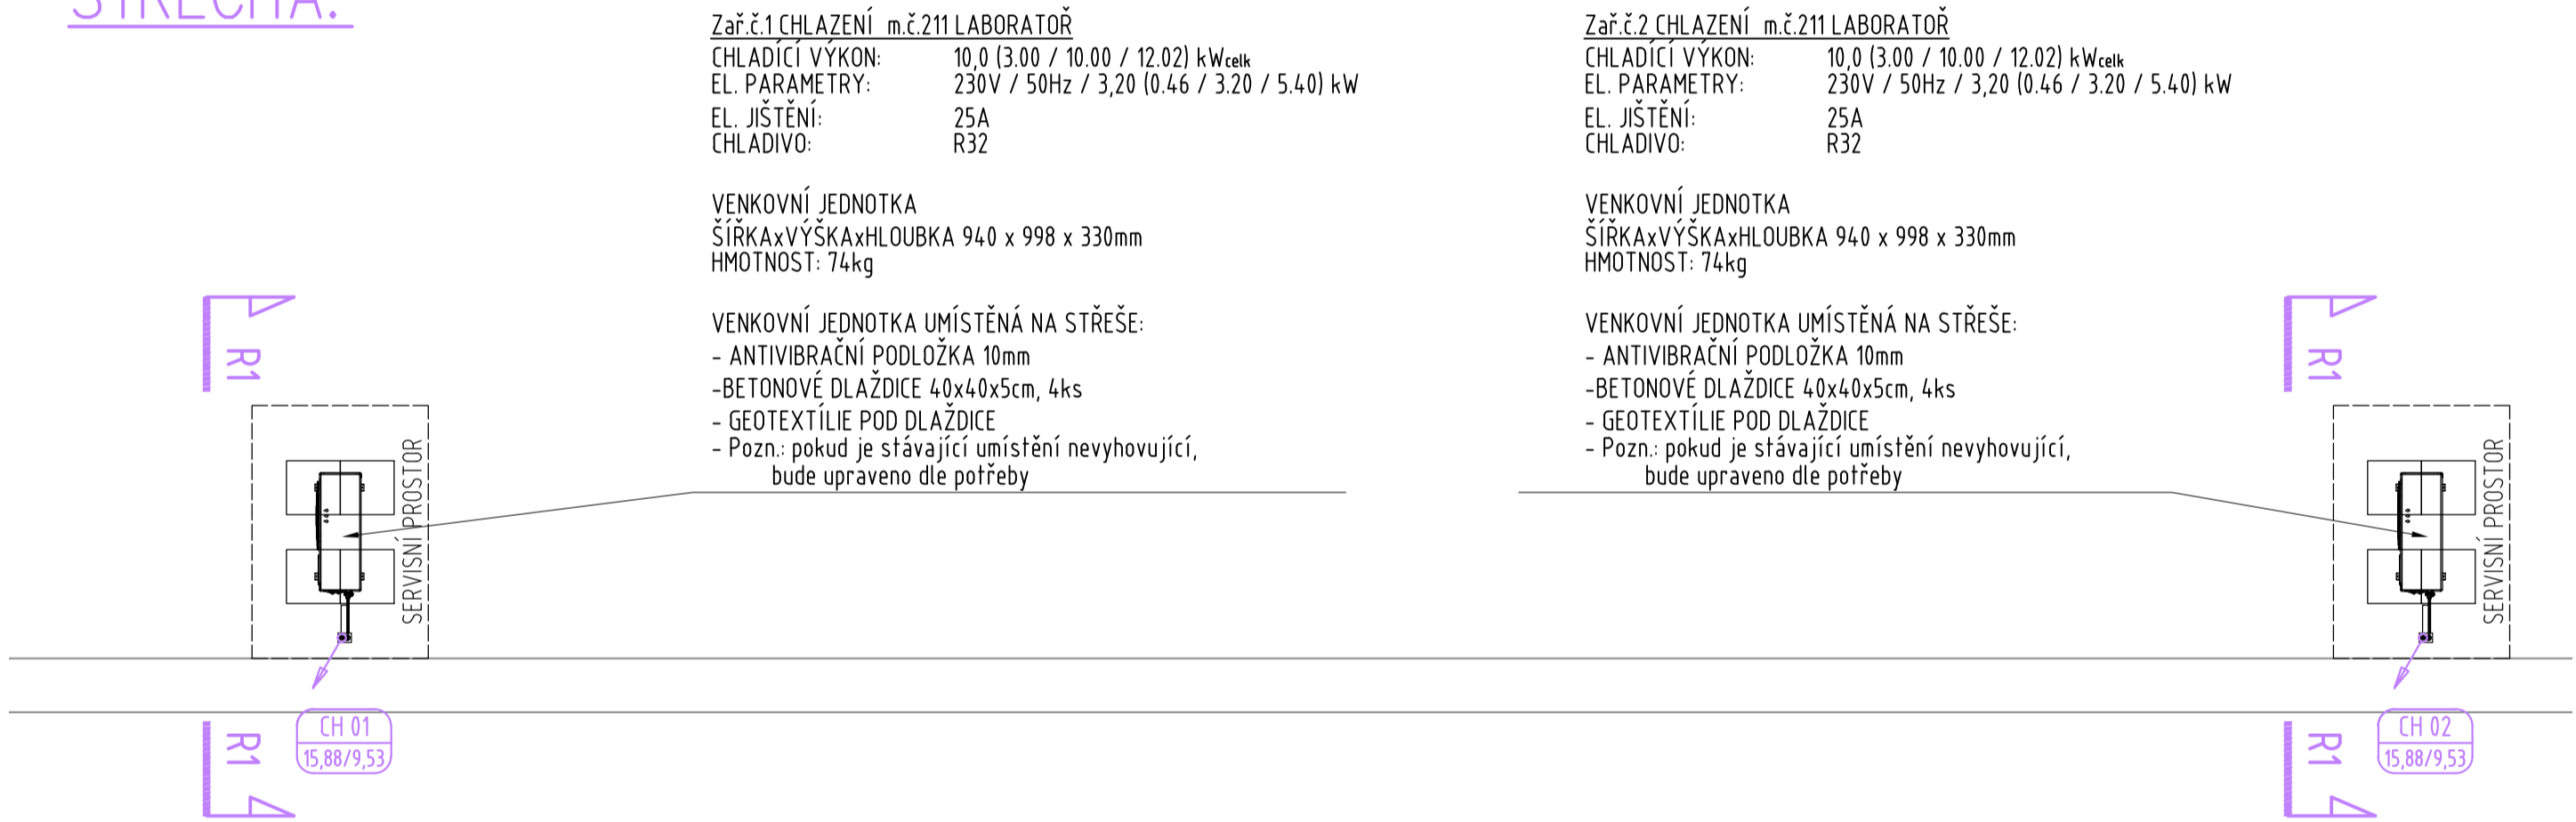 STŘECHA:
Zař.č.1 CHLAZENÍ m.č.211 LABORATOŘ
CHLADÍCÍ VÝKON: 10,0 (3.00 / 10.00 / 12.02) kWcelk
EL. PARAMETRY: 230V / 50Hz / 3,20 (0.46 / 3.20 / 5.40) kW
EL. JIŠTĚNÍ: 25A
CHLADIVO: R32
VENKOVNÍ JEDNOTKA
ŠÍŘKAxVÝŠKAxHLOUBKA 940 x 998 x 330mm
HMOTNOST: 74kg
VENKOVNÍ JEDNOTKA UMÍSTĚNÁ NA STŘEŠE:
- ANTIVIBRAČNÍ PODLOŽKA 10mm
-BETONOVÉ DLAŽDICE 40x40x5cm, 4ks
- GEOTEXTÍLIE POD DLAŽDICE
- Pozn.: pokud je stávající umístění nevyhovující,
bude upraveno dle potřeby
Zař.č.2 CHLAZENÍ m.č.211 LABORATOŘ
CHLADÍCÍ VÝKON: 10,0 (3.00 / 10.00 / 12.02) kWcelk
EL. PARAMETRY: 230V / 50Hz / 3,20 (0.46 / 3.20 / 5.40) kW
EL. JIŠTĚNÍ: 25A
CHLADIVO: R32
VENKOVNÍ JEDNOTKA
ŠÍŘKAxVÝŠKAxHLOUBKA 940 x 998 x 330mm
HMOTNOST: 74kg
VENKOVNÍ JEDNOTKA UMÍSTĚNÁ NA STŘEŠE:
- ANTIVIBRAČNÍ PODLOŽKA 10mm
-BETONOVÉ DLAŽDICE 40x40x5cm, 4ks
- GEOTEXTÍLIE POD DLAŽDICE
- Pozn.: pokud je stávající umístění nevyhovující,
bude upraveno dle potřeby
R1
SERVISNÍ PROSTOR
R1
CH 01
15,88/9,53
R1
SERVISNÍ PROSTOR
R1
CH 02
15,88/9,53